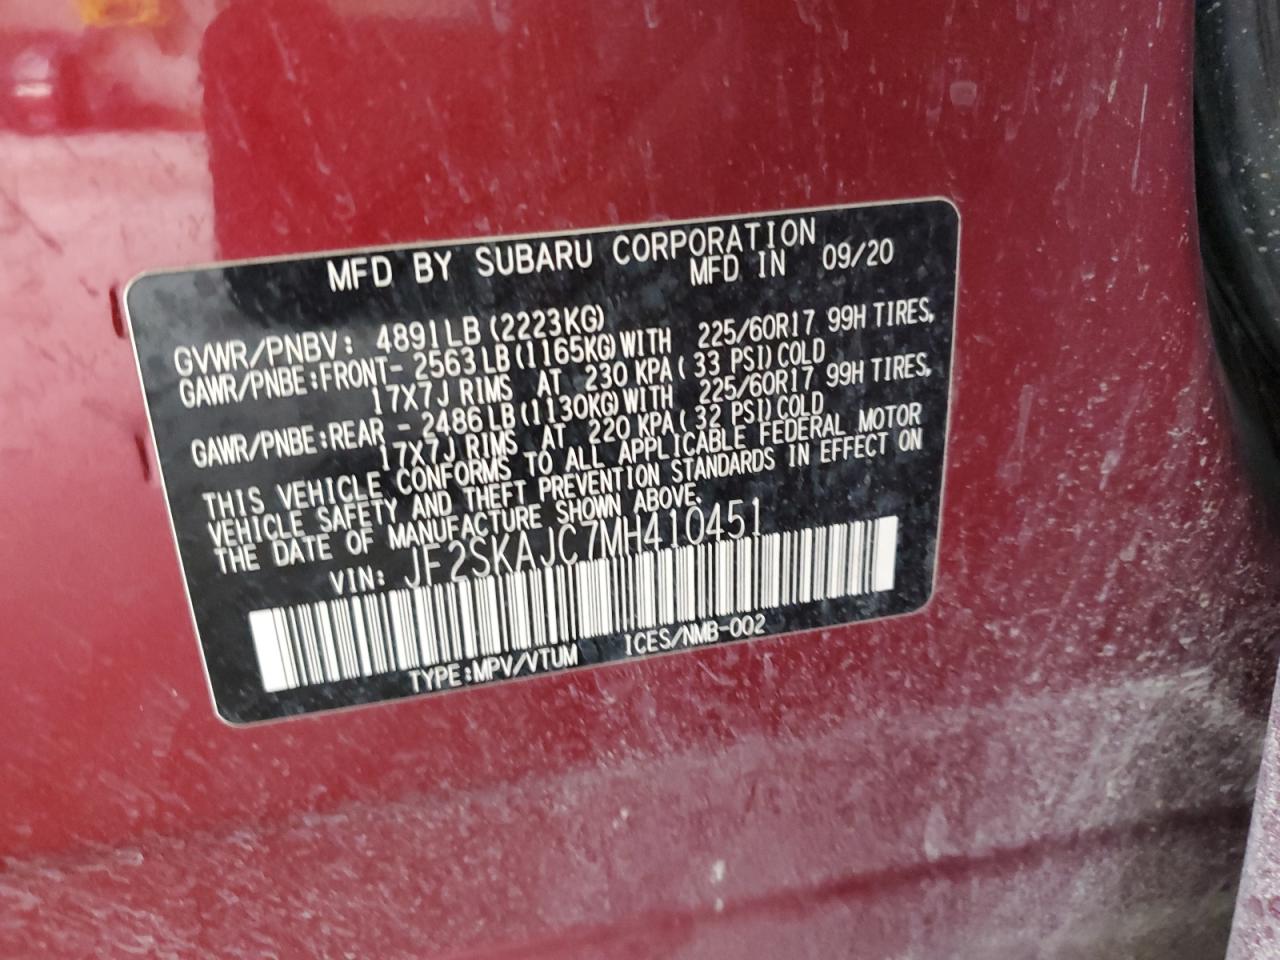 MFD BY SUBARU CORPORATION
MFD IN 09/20
GVWR/PNBV: 4891LB (2223KG)
GAWR/PNBE:FRONT- 2563LB(1165KG)WITH 225/60R17 99H TIRES,
17X7J RIMS AT 230 KPA( 33 PSI)COLD
GAWR/PNBE:REAR - 2486LB(1130KG)WITH 225/60R17 99H TIRES,
17X7J RIMS AT 220 KPA( 32 PSI)COLD
THIS VEHICLE CONFORMS TO ALL APPLICABLE FEDERAL MOTOR
VEHICLE SAFETY AND THEFT PREVENTION STANDARDS IN EFFECT ON
THE DATE OF MANUFACTURE SHOWN ABOVE.
VIN: JF2SKAJC7MH410451
TYPE:MPV/VTUM ICES/NMB-002